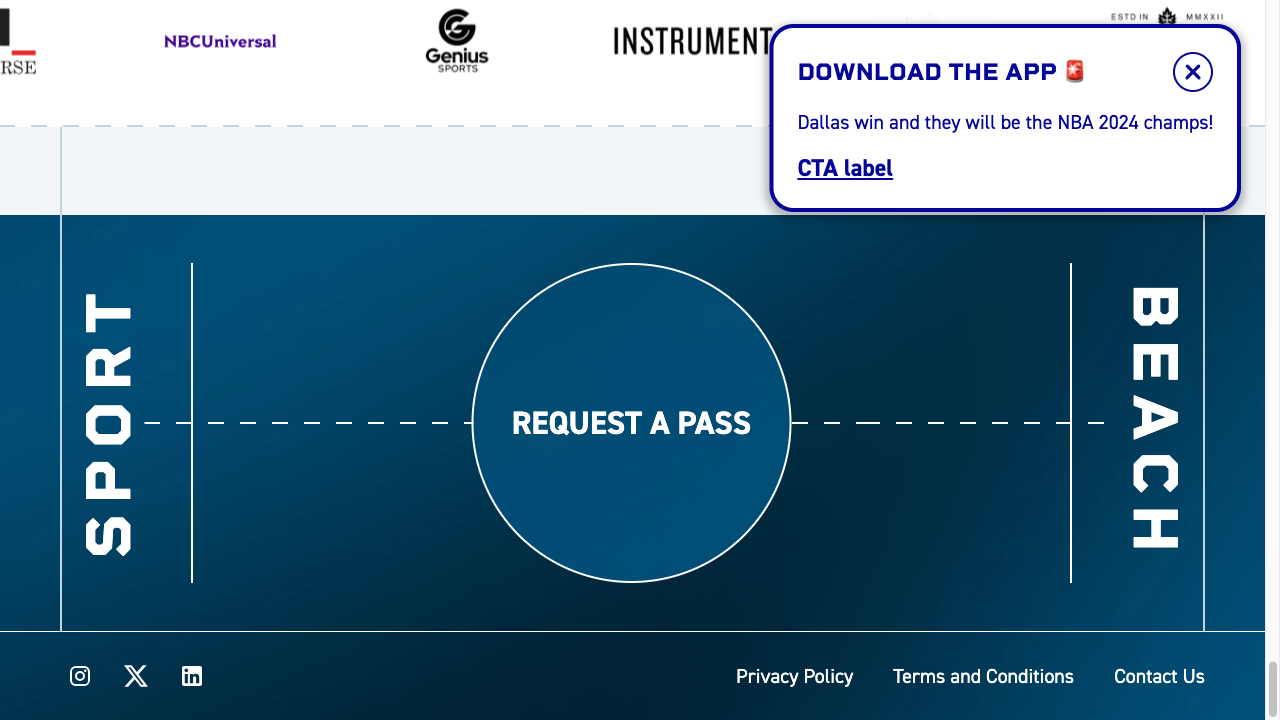 RSE
NBCUniversal
Genius
SPORTS
INSTRUMENT
ESTD IN MMXXII
DOWNLOAD THE APP
Dallas win and they will be the NBA 2024 champs!
CTA label
SPORT
REQUEST A PASS
BEACH
Privacy Policy
Terms and Conditions
Contact Us